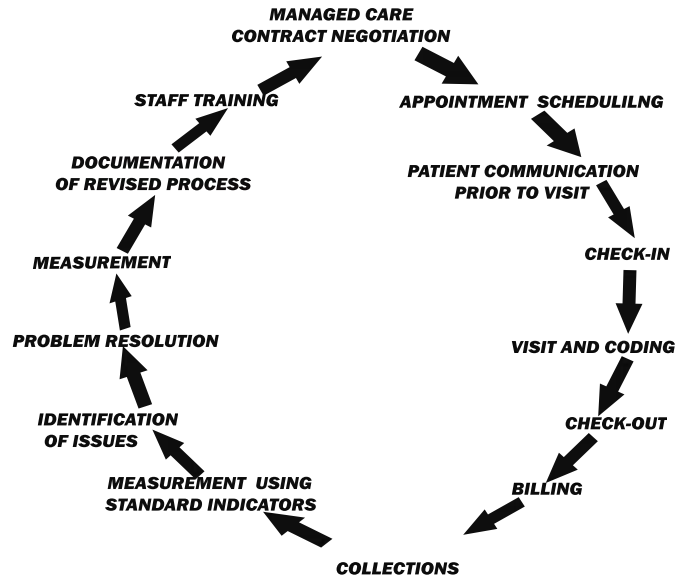 MANAGED CARE
CONTRACT NEGOTIATION
APPOINTMENT SCHEDULILNG
PATIENT COMMUNICATION
PRIOR TO VISIT
CHECK-IN
VISIT AND CODING
CHECK-OUT
BILLING
COLLECTIONS
MEASUREMENT USING
STANDARD INDICATORS
IDENTIFICATION
OF ISSUES
PROBLEM RESOLUTION
MEASUREMENT
DOCUMENTATION
OF REVISED PROCESS
STAFF TRAINING